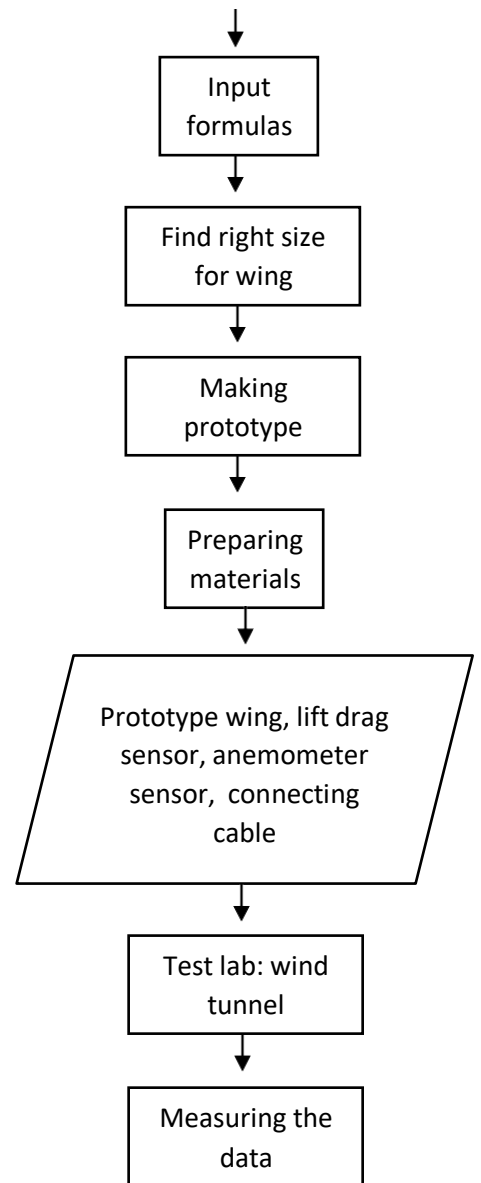 Input
formulas
Find right size
for wing
Making
prototype
Preparing
materials
Prototype wing, lift drag
sensor, anemometer
sensor,  connecting
cable
Test lab: wind
tunnel
Measuring the
data